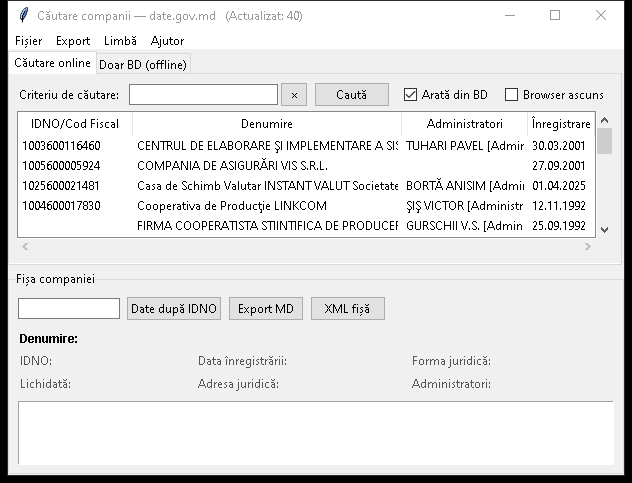 Căutare companii — date.gov.md (Actualizat: 40)
Fișier Export Limbă Ajutor
Căutare online Doar BD (offline)
Criteriu de căutare: × Caută Arată din BD Browser ascuns
IDNO/Cod Fiscal Denumire Administratori Înregistrare
1003600116460 CENTRUL DE ELABORARE ŞI IMPLEMENTARE A SIS TUHARI PAVEL [Admir 30.03.2001
1005600005924 COMPANIA DE ASIGURĂRI VIS S.R.L. 27.09.2001
1025600021481 Casa de Schimb Valutar INSTANT VALUT Societate BORTĂ ANISIM [Admir 01.04.2025
1004600017830 Cooperativa de Producţie LINKCOM ŞIŞ VICTOR [Administr 12.11.1992
FIRMA COOPERATISTA STIINTIFICA DE PRODUCER GURSCHII V.S. [Admin 25.09.1992
Fișa companiei
Date după IDNO Export MD XML fișă
Denumire:
IDNO: Data înregistrării: Forma juridică:
Lichidată: Adresa juridică: Administratori: